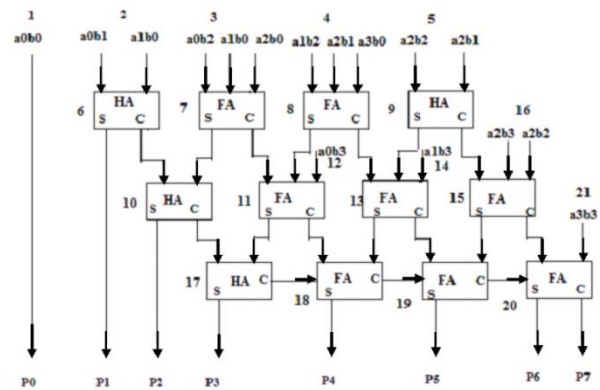 1 2 3 4 5
a0b0 a0b1 a1b0 a0b2 a1b0 a2b0 a1b2 a2b1 a3b0 a2b2 a2b1
6 HA S C 7 FA S C 8 FA S C 9 HA S C 16
a2b3 a2b2
a0b3 a1b3
12 14
10 HA S C 11 FA S C 13 FA S C 15 FA S C 21
a3b3
17 HA S C 18 FA S C 19 FA S C 20 FA S C
P0 P1 P2 P3 P4 P5 P6 P7